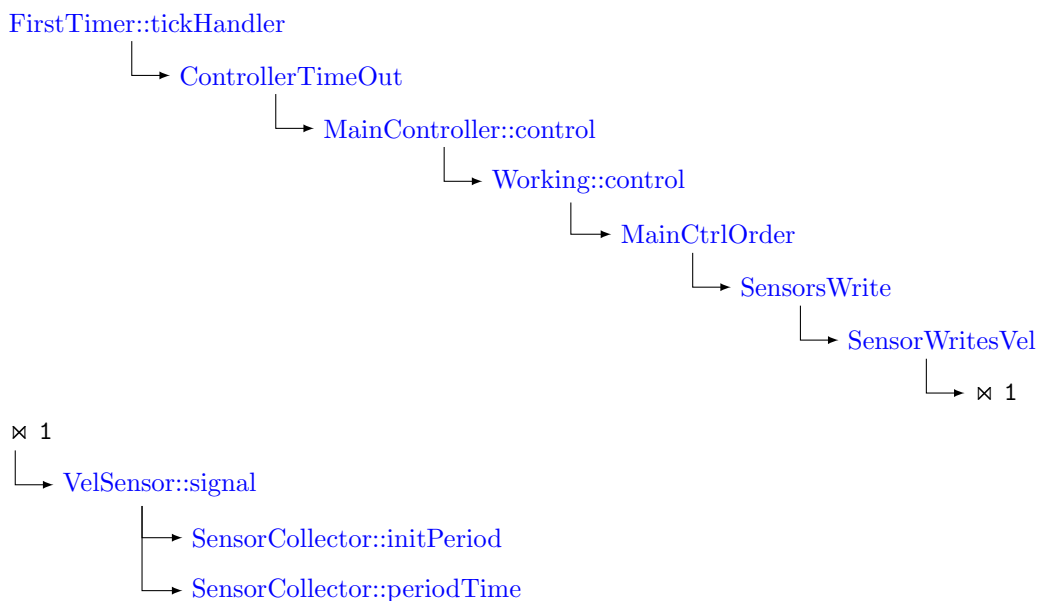 FirstTimer::tickHandler
ControllerTimeOut
MainController::control
Working::control
MainCtrlOrder
SensorsWrite
SensorWritesVel
⋈ 1
⋈ 1
VelSensor::signal
SensorCollector::initPeriod
SensorCollector::periodTime